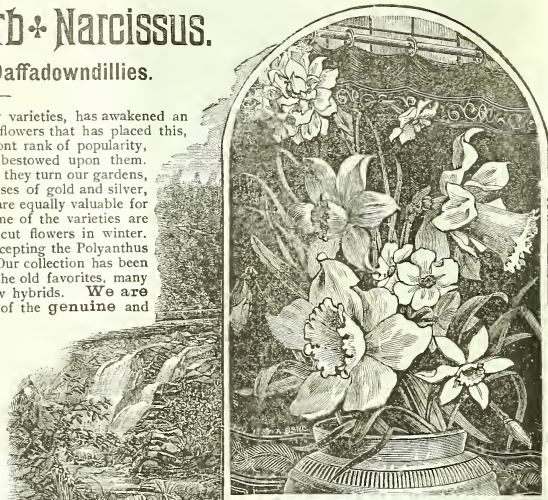 rb ✤ Narcissus.
Daffadowndillies.
varieties, has awakened an
flowers that has placed this,
ont rank of popularity,
bestowed upon them.
they turn our gardens,
ses of gold and silver,
are equally valuable for
ne of the varieties are
cut flowers in winter.
cepting the Polyanthus
Our collection has been
he old favorites, many
w hybrids. We are
of the genuine and